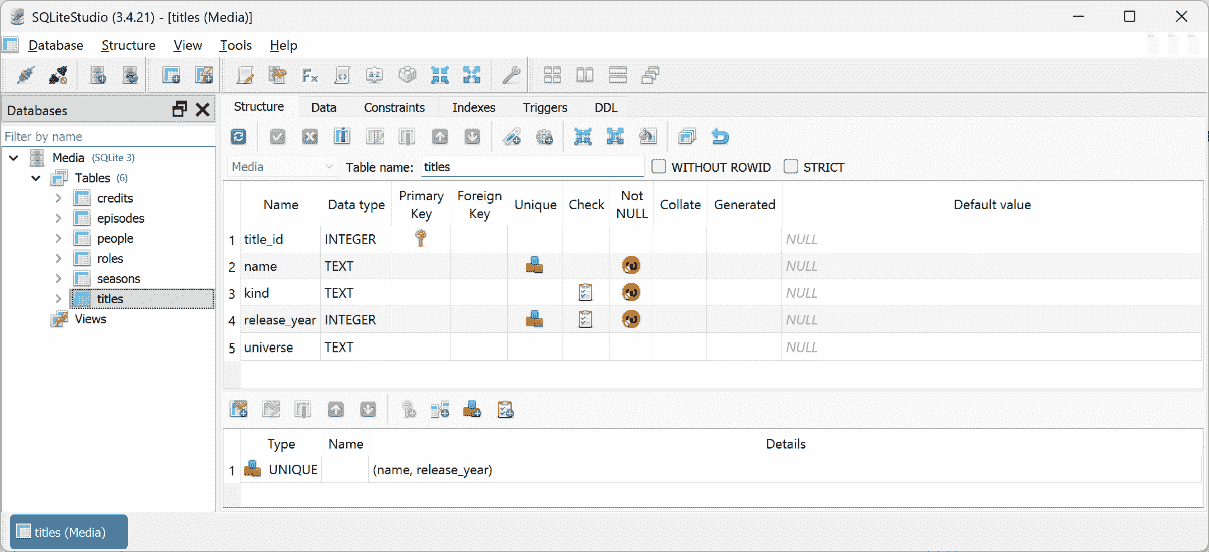 SQLiteStudio (3.4.21) - [titles (Media)]
Database Structure View Tools Help
Databases
Filter by name
Media (SQLite 3)
Tables (6)
credits
episodes
people
roles
seasons
titles
Views
Structure Data Constraints Indexes Triggers DDL
Media Table name: titles WITHOUT ROWID STRICT
Name Data type Primary Key Foreign Key Unique Check Not NULL Collate Generated Default value
1 title_id INTEGER NULL
2 name TEXT NULL
3 kind TEXT NULL
4 release_year INTEGER NULL
5 universe TEXT NULL
Type Name Details
1 UNIQUE (name, release_year)
titles (Media)